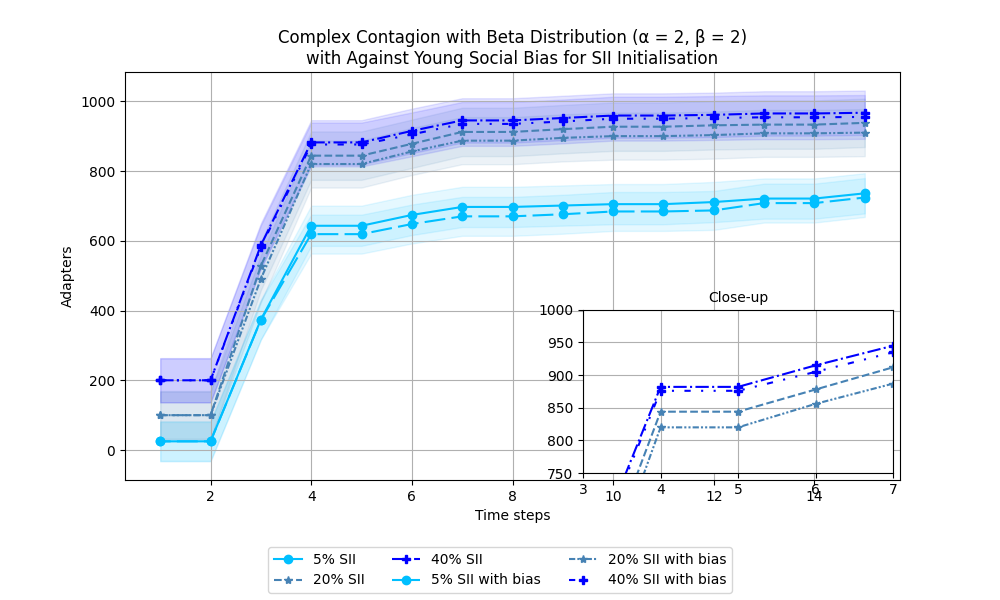 Complex Contagion with Beta Distribution (α = 2, β = 2)
with Against Young Social Bias for SII Initialisation
Adapters
1000
800
600
400
200
0
2
4
6
8
10
12
14
Time steps
Close-up
1000
950
900
850
800
750
3
4
5
6
7
5% SII
20% SII
40% SII
5% SII with bias
20% SII with bias
40% SII with bias